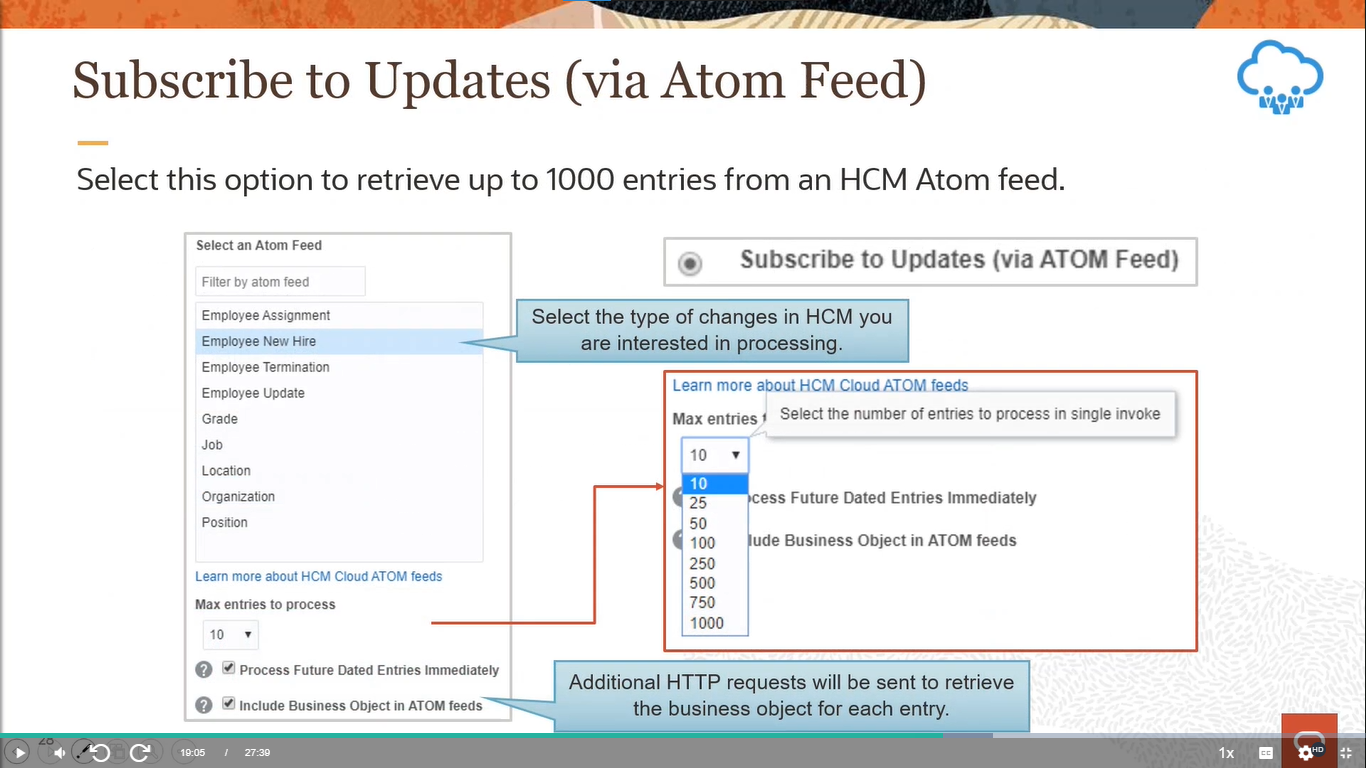 Subscribe to Updates (via Atom Feed)
Select this option to retrieve up to 1000 entries from an HCM Atom feed.
Select an Atom Feed
Filter by atom feed
Employee Assignment
Employee New Hire
Employee Termination
Employee Update
Grade
Job
Location
Organization
Position
Learn more about HCM Cloud ATOM feeds
Max entries to process
10
Process Future Dated Entries Immediately
Include Business Object in ATOM feeds
Subscribe to Updates (via ATOM Feed)
Select the type of changes in HCM you
are interested in processing.
Learn more about HCM Cloud ATOM feeds
Max entries
Select the number of entries to process in single invoke
10
10
25
50
100
250
500
750
1000
cess Future Dated Entries Immediately
lude Business Object in ATOM feeds
Additional HTTP requests will be sent to retrieve
the business object for each entry.
28
19:05 / 27:39
1x
CC
HD